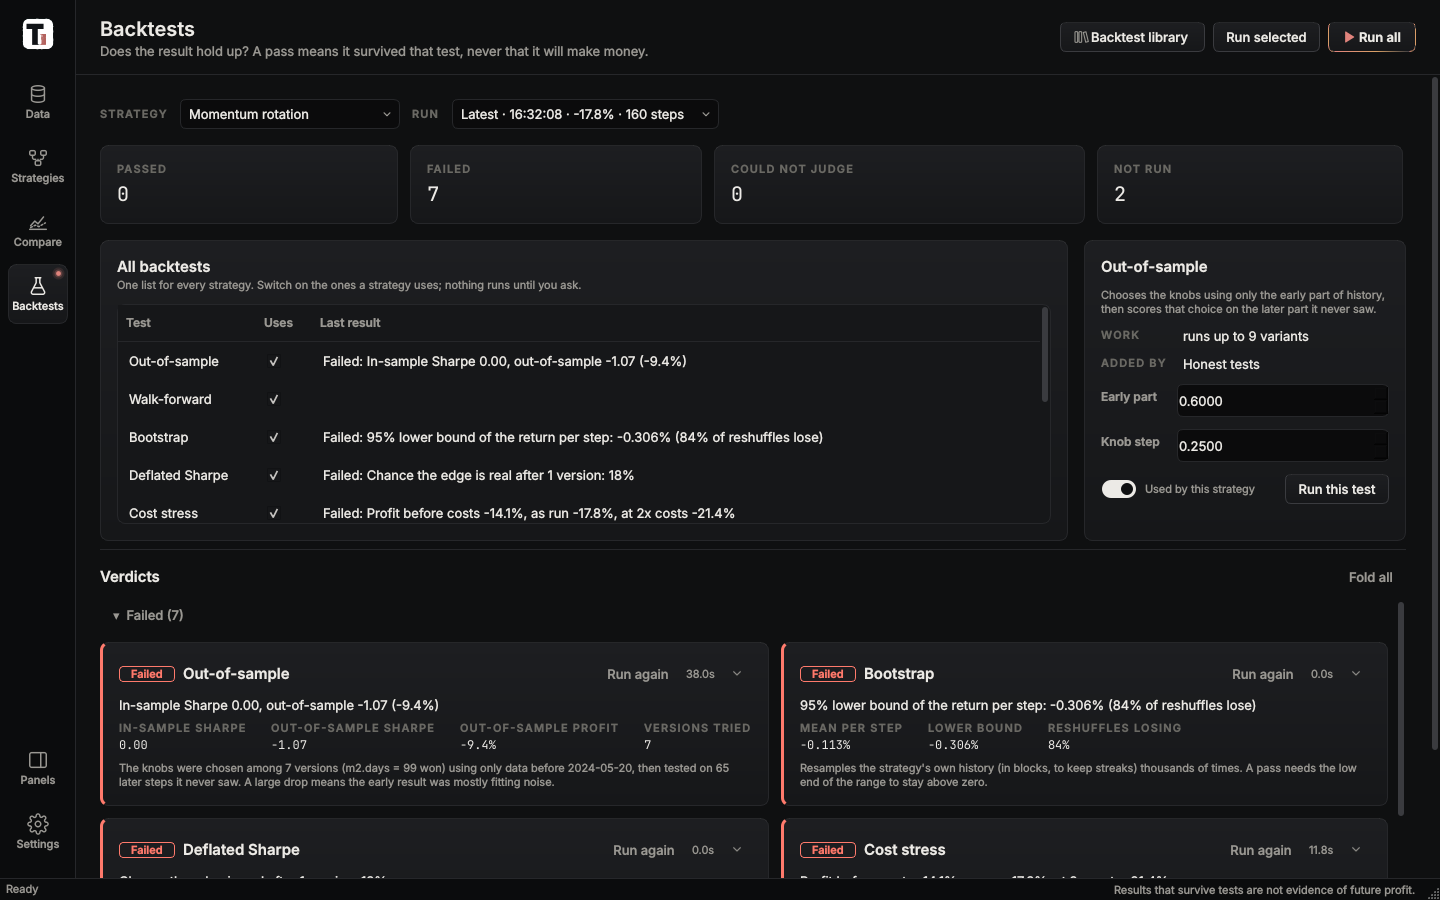 Ti
Backtests
Does the result hold up? A pass means it survived that test, never that it will make money.
Backtest library
Run selected
Run all
Data
Strategies
Compare
Backtests
Panels
Settings
STRATEGY
Momentum rotation
RUN
Latest · 16:32:08 · -17.8% · 160 steps
PASSED
0
FAILED
7
COULD NOT JUDGE
0
NOT RUN
2
All backtests
One list for every strategy. Switch on the ones a strategy uses; nothing runs until you ask.
Test Uses Last result
Out-of-sample ✓ Failed: In-sample Sharpe 0.00, out-of-sample -1.07 (-9.4%)
Walk-forward ✓
Bootstrap ✓ Failed: 95% lower bound of the return per step: -0.306% (84% of reshuffles lose)
Deflated Sharpe ✓ Failed: Chance the edge is real after 1 version: 18%
Cost stress ✓ Failed: Profit before costs -14.1%, as run -17.8%, at 2x costs -21.4%
Out-of-sample
Chooses the knobs using only the early part of history,
then scores that choice on the later part it never saw.
WORK runs up to 9 variants
ADDED BY Honest tests
Early part 0.6000
Knob step 0.2500
Used by this strategy
Run this test
Verdicts
Fold all
▾ Failed (7)
Failed Out-of-sample Run again 38.0s
In-sample Sharpe 0.00, out-of-sample -1.07 (-9.4%)
IN-SAMPLE SHARPE OUT-OF-SAMPLE SHARPE OUT-OF-SAMPLE PROFIT VERSIONS TRIED
0.00 -1.07 -9.4% 7
The knobs were chosen among 7 versions (m2.days = 99 won) using only data before 2024-05-20, then tested on 65
later steps it never saw. A large drop means the early result was mostly fitting noise.
Failed Bootstrap Run again 0.0s
95% lower bound of the return per step: -0.306% (84% of reshuffles lose)
MEAN PER STEP LOWER BOUND RESHUFFLES LOSING
-0.113% -0.306% 84%
Resamples the strategy's own history (in blocks, to keep streaks) thousands of times. A pass needs the low
end of the range to stay above zero.
Failed Deflated Sharpe Run again 0.0s
Failed Cost stress Run again 11.8s
Ready
Results that survive tests are not evidence of future profit.